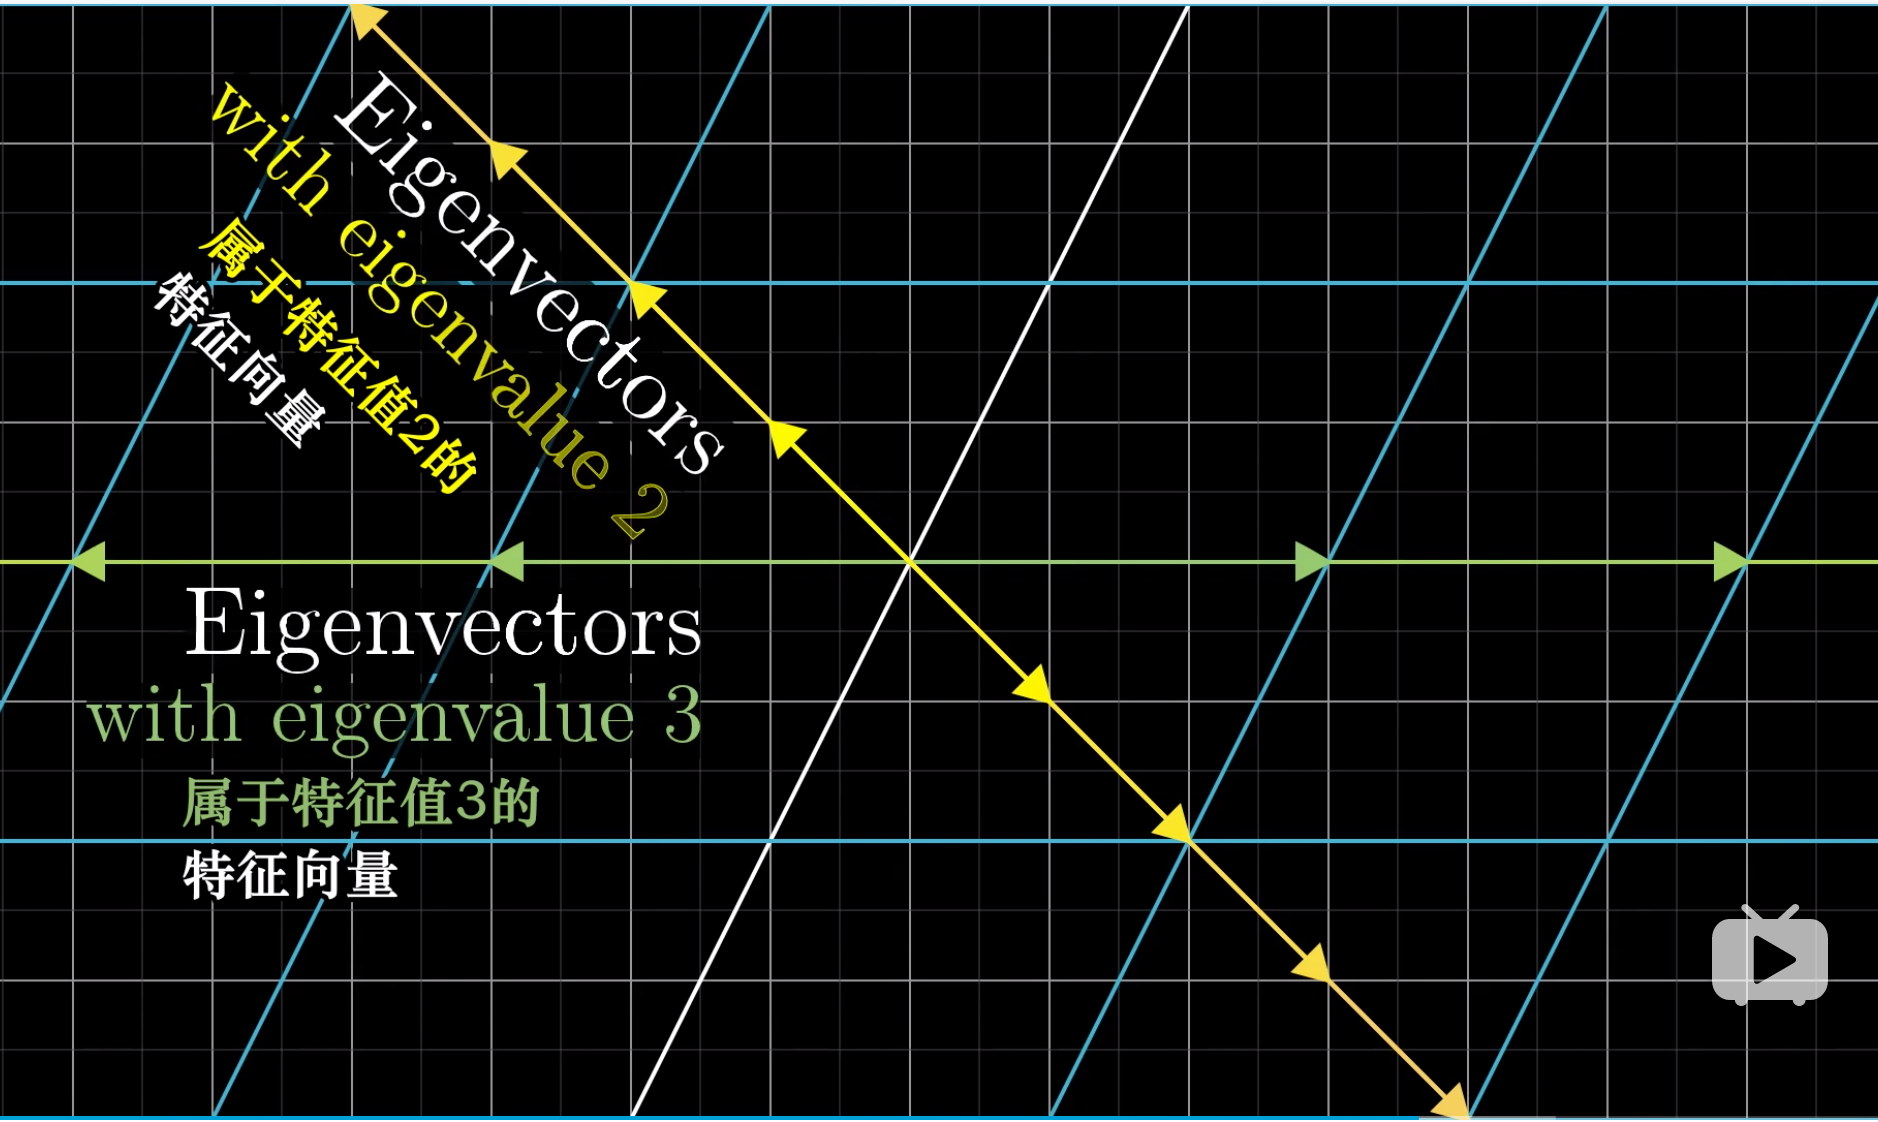 Eigenvectors
with eigenvalue 2
属于特征值2的
特征向量
Eigenvectors
with eigenvalue 3
属于特征值3的
特征向量